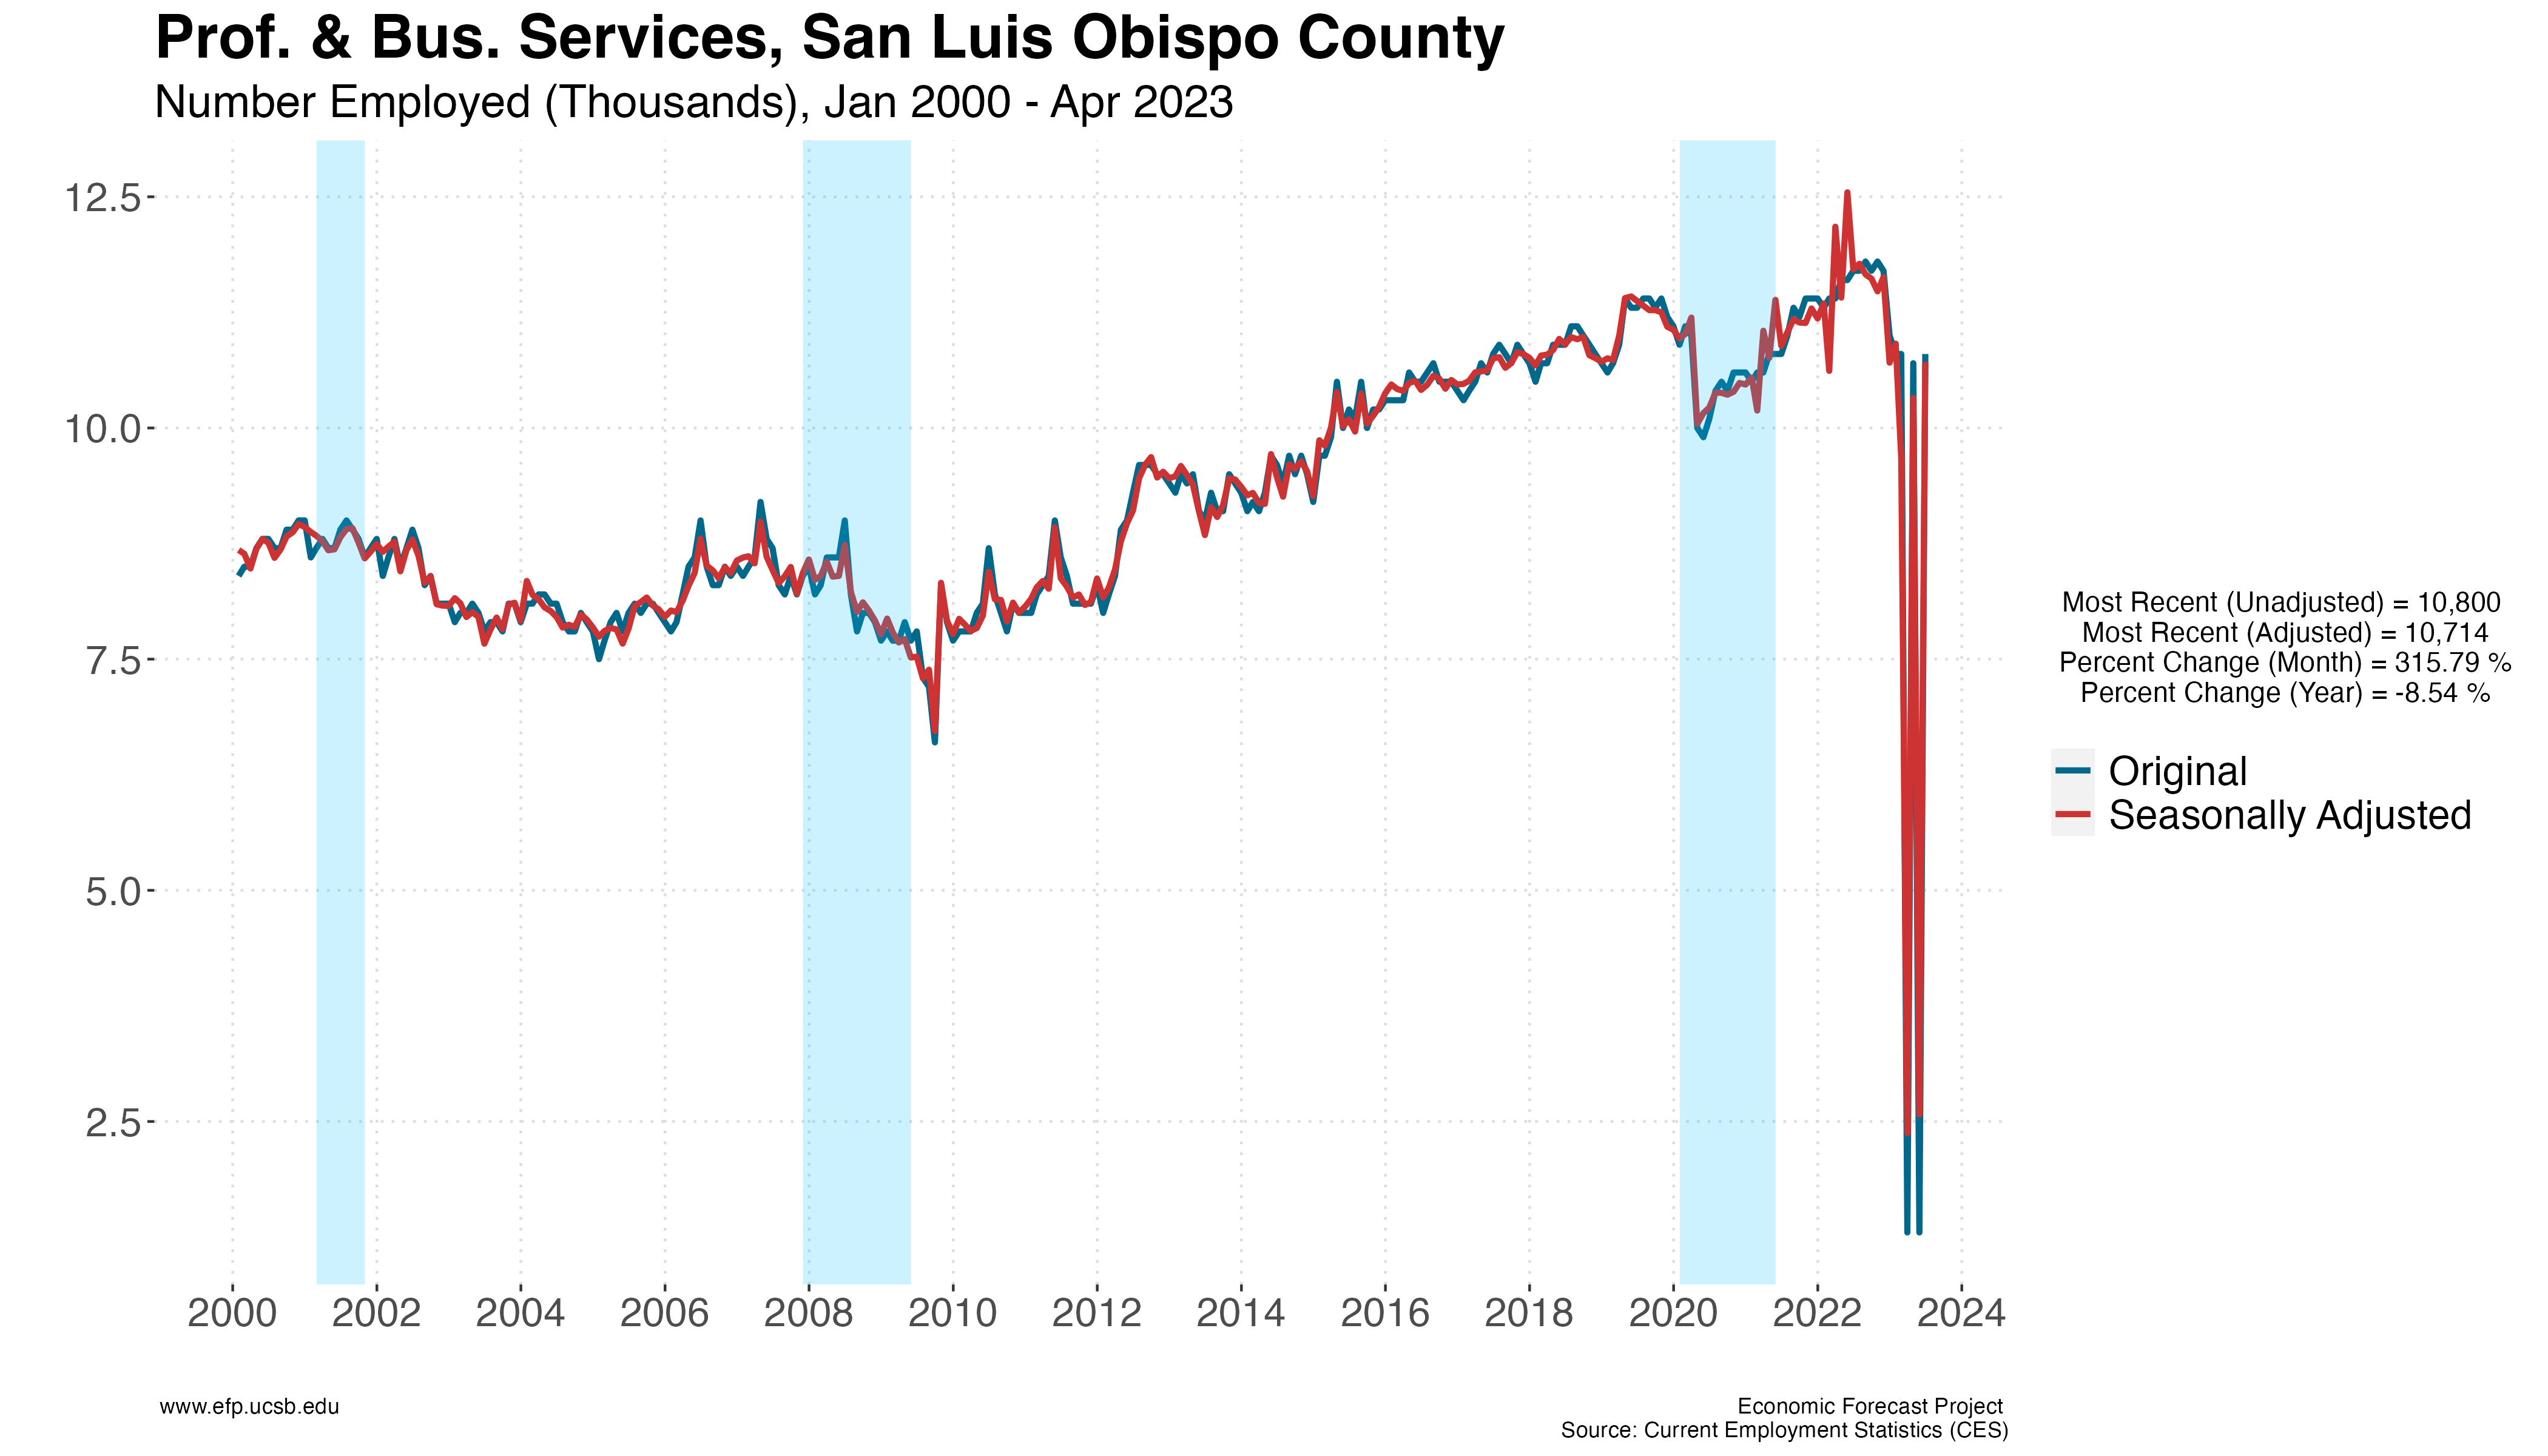 Prof. & Bus. Services, San Luis Obispo County
Number Employed (Thousands), Jan 2000 - Apr 2023
12.5
10.0
7.5
5.0
2.5
2000 2002 2004 2006 2008 2010 2012 2014 2016 2018 2020 2022 2024
Most Recent (Unadjusted) = 10,800
Most Recent (Adjusted) = 10,714
Percent Change (Month) = 315.79 %
Percent Change (Year) = -8.54 %
Original
Seasonally Adjusted
www.efp.ucsb.edu
Economic Forecast Project
Source: Current Employment Statistics (CES)